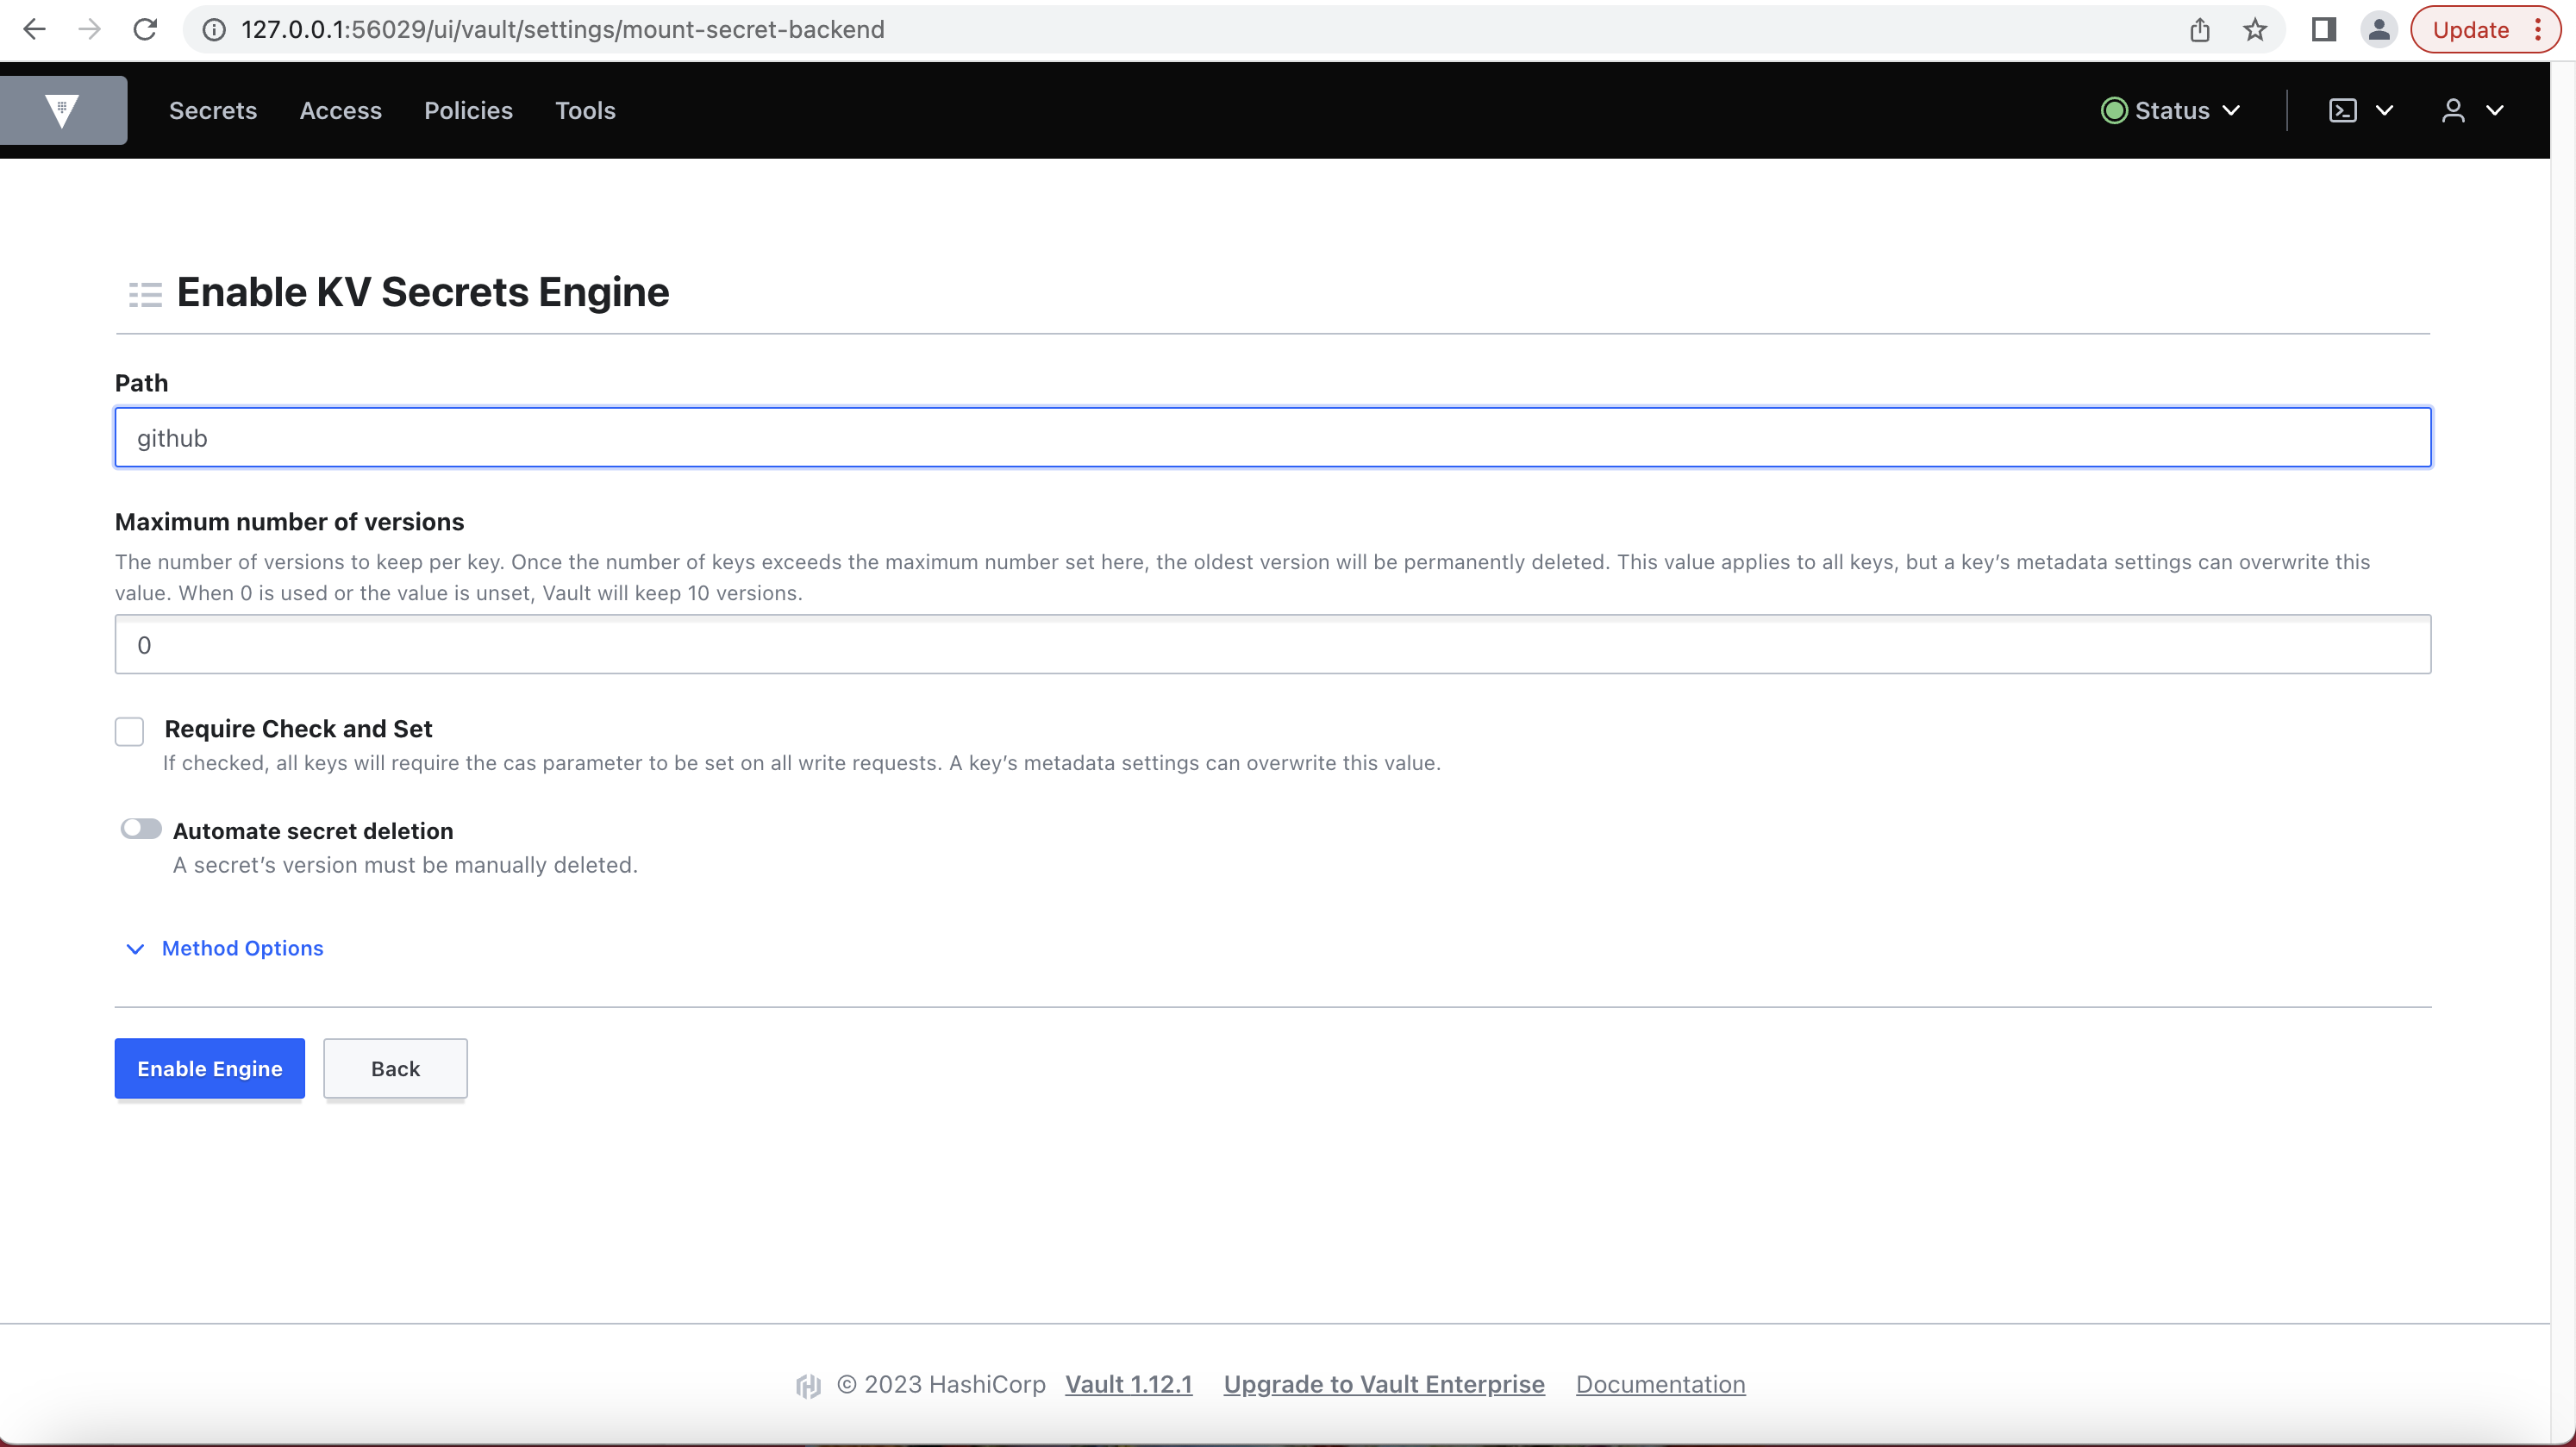 127.0.0.1:56029/ui/vault/settings/mount-secret-backend
Update
Secrets Access Policies Tools Status
Enable KV Secrets Engine
Path
github
Maximum number of versions
The number of versions to keep per key. Once the number of keys exceeds the maximum number set here, the oldest version will be permanently deleted. This value applies to all keys, but a key’s metadata settings can overwrite this
value. When 0 is used or the value is unset, Vault will keep 10 versions.
0
Require Check and Set
If checked, all keys will require the cas parameter to be set on all write requests. A key’s metadata settings can overwrite this value.
Automate secret deletion
A secret’s version must be manually deleted.
Method Options
Enable Engine Back
© 2023 HashiCorp Vault 1.12.1 Upgrade to Vault Enterprise Documentation